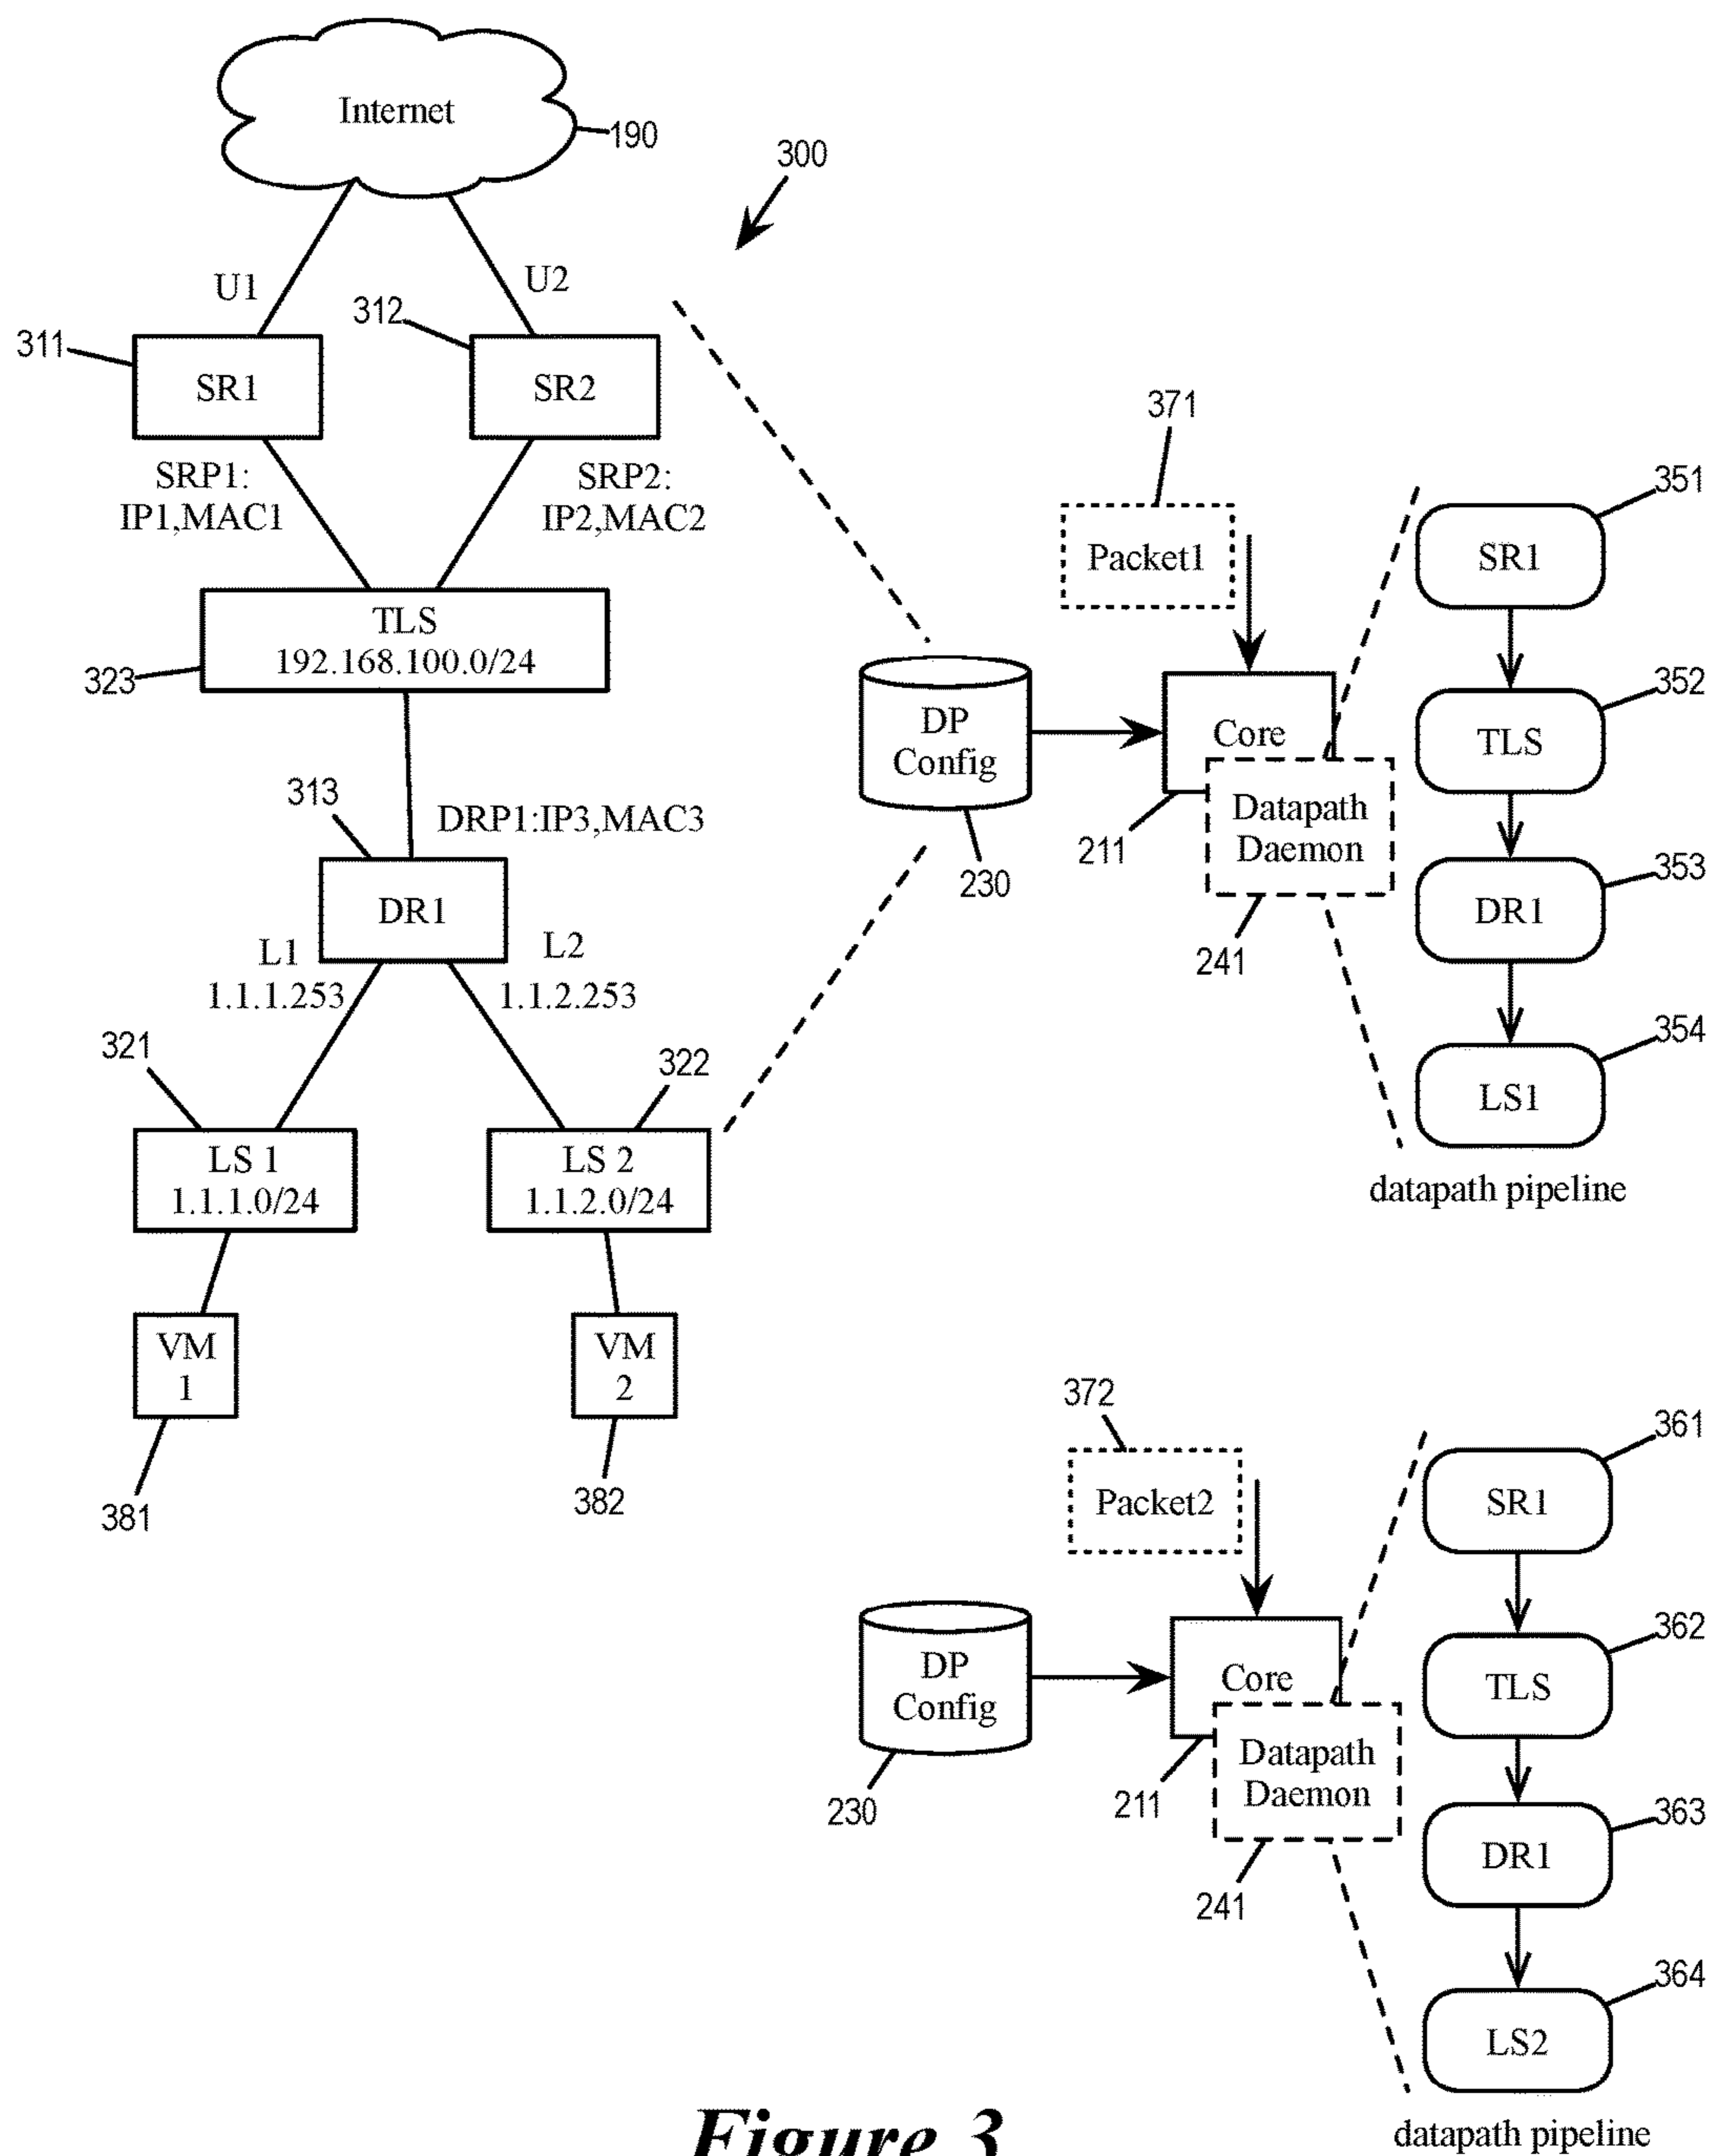 Internet
190
300
U1
U2
311
312
SR1
SR2
SRP1:
IP1,MAC1
SRP2:
IP2,MAC2
TLS
192.168.100.0/24
323
313
DRP1:IP3,MAC3
DR1
L1
1.1.1.253
L2
1.1.2.253
321
322
LS 1
1.1.1.0/24
LS 2
1.1.2.0/24
VM
1
VM
2
381
382
371
Packet1
DP
Config
230
Core
211
Datapath
Daemon
241
351
SR1
352
TLS
353
DR1
354
LS1
datapath pipeline
372
Packet2
DP
Config
230
Core
211
Datapath
Daemon
241
361
SR1
362
TLS
363
DR1
364
LS2
datapath pipeline
Figure 3